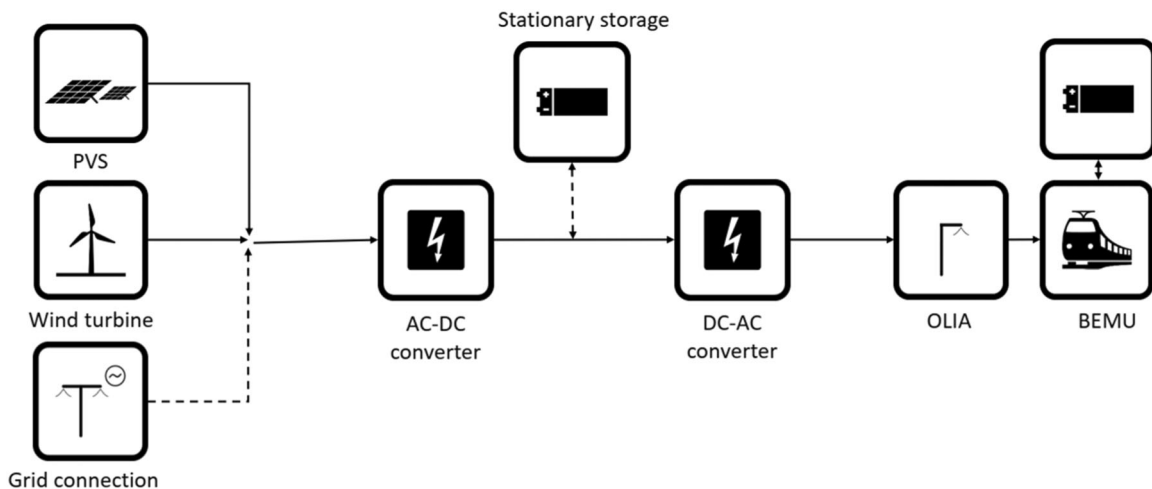 Stationary storage
PVS
Wind turbine
AC-DC
converter
DC-AC
converter
OLIA
BEMU
Grid connection